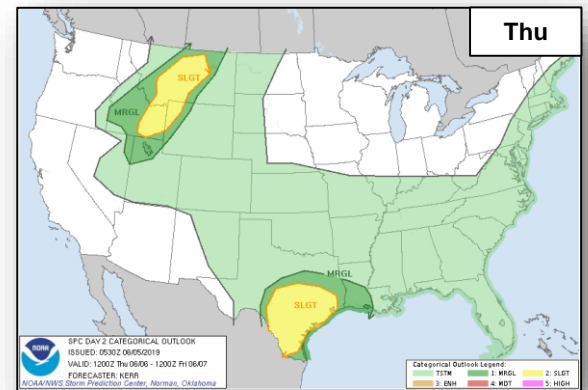 Thu
SLGT
MRGL
MRGL
SLGT
SPC DAY 2 CATEGORICAL OUTLOOK
ISSUED: 0530Z 06/05/2019
VALID: 1200Z Thu 06/06 - 1200Z Fri 06/07
FORECASTER: KERR
NOAA/NWS Storm Prediction Center, Norman, Oklahoma
NOAA
Categorical Outlook Legend:
TSTM 1: MRGL 2: SLGT
3: ENH 4: MDT 5: HIGH